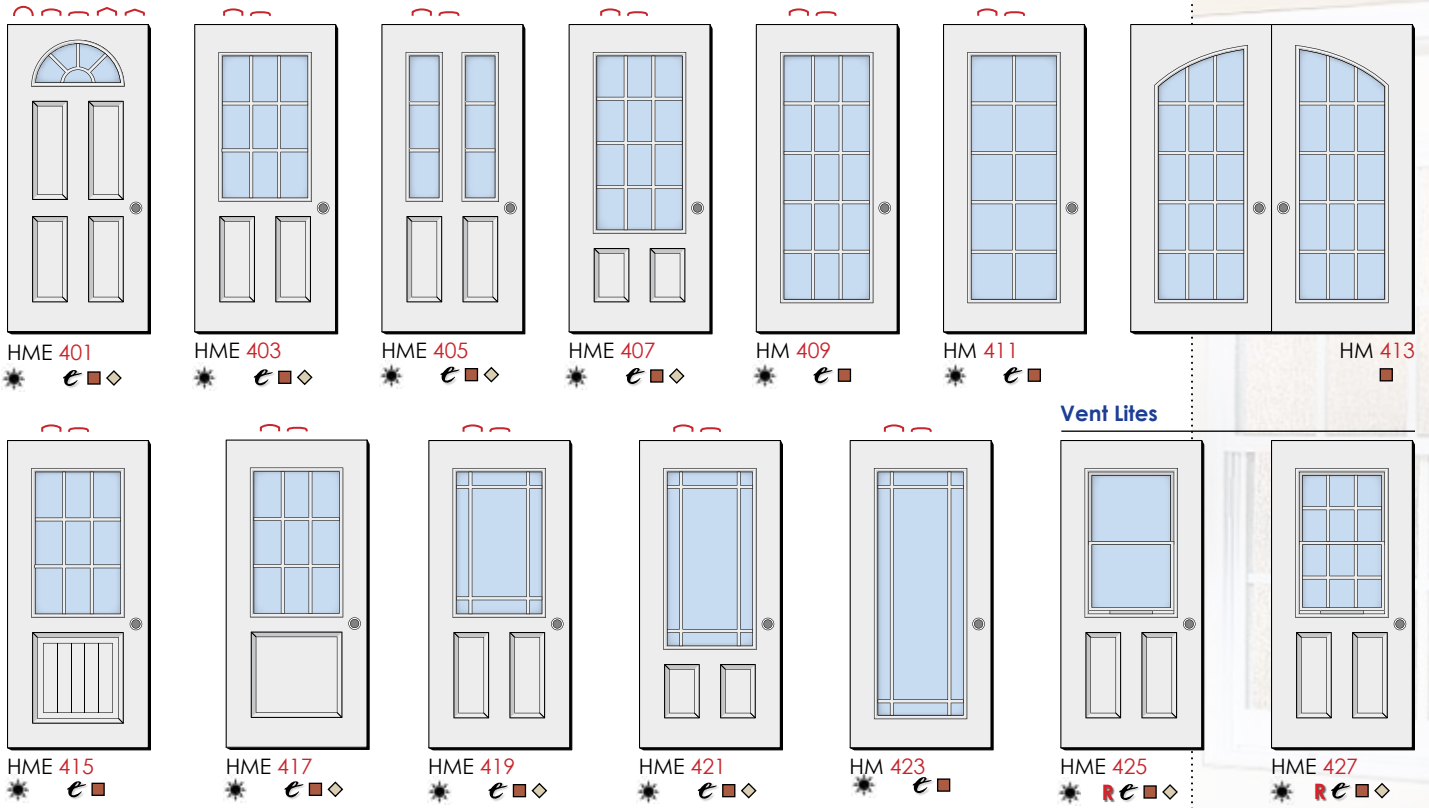 HME 401
HME 403
HME 405
HME 407
HM 409
HM 411
HM 413
Vent Lites
HME 415
e
HME 417
e
HME 419
e
HME 421
e
HM 423
e
HME 425
R e
HME 427
R e